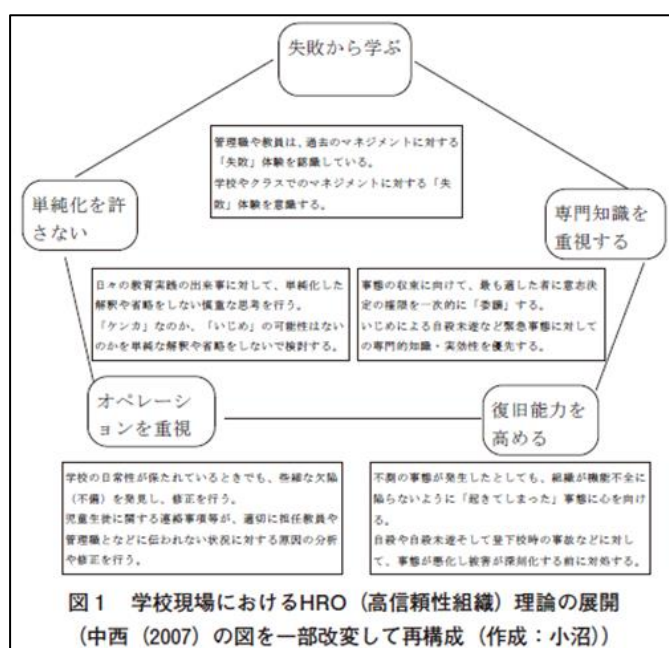 失敗から学ぶ
管理職や教員は、過去のマネジメントに対する
「失敗」体験を認識している。
学校やクラスでのマネジメントに対する「失
敗」体験を意識する。
単純化を許
さない
専門知識を
重視する
日々の教育実践の出来事に対して、単純化した
解釈や省略をしない慎重な思考を行う。
「ケンカ」なのか、「いじめ」の可能性はない
のかを単純な解釈や省略をしないで検討する。
事態の収束に向けて、最も適した者に意志決
定の権限を一次的に「委譲」する。
いじめによる自殺未遂など緊急事態に対して
の専門的知識・実効性を優先する。
オペレーシ
ョンを重視
復旧能力を
高める
学校の日常性が保たれているときでも、些細な欠陥
（不備）を発見し、修正を行う。
児童生徒に関する連絡事項等が、適切に担任教員や
管理職となどに伝われない状況に対する原因の分析
や修正を行う。
不測の事態が発生したとしても、組織が機能不全に
陥らないように「起きてしまった」事態に心を向け
る。
自殺や自殺未遂そして登下校時の事故などに対し
て、事態が悪化し被害が深刻化する前に対処する。
図1 学校現場におけるHRO（高信頼性組織）理論の展開
（中西（2007）の図を一部改変して再構成（作成：小沼））